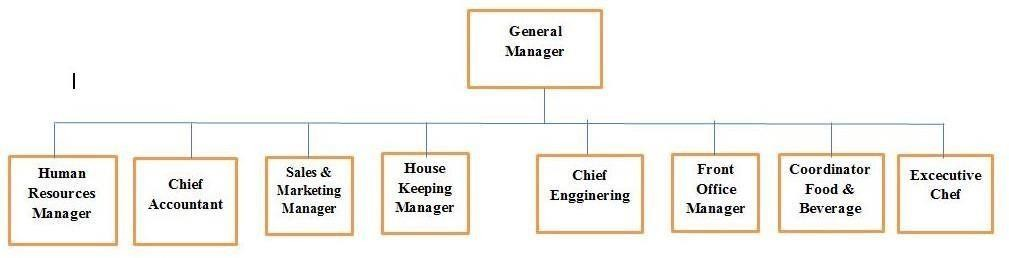 General
Manager
Human
Resources
Manager
Chief
Accountant
Sales &
Marketing
Manager
House
Keeping
Manager
Chief
Engginering
Front
Office
Manager
Coordinator
Food &
Beverage
Excecutive
Chef